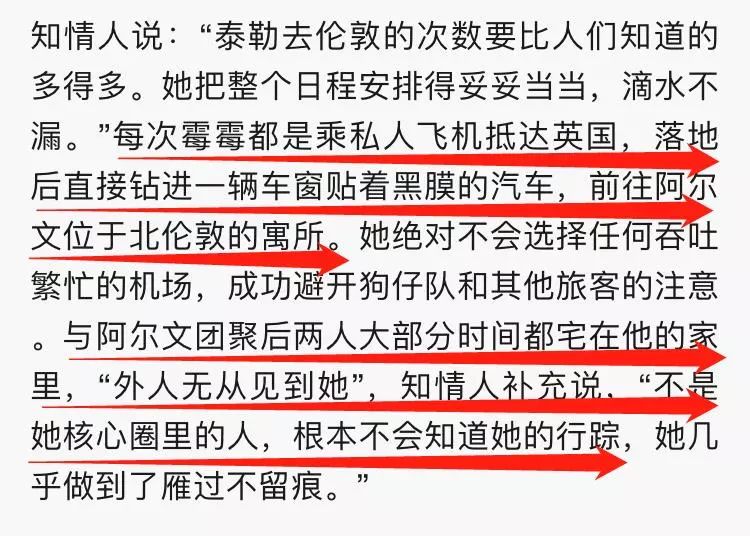 知情人说：“泰勒去伦敦的次数要比人们知道的
多得多。她把整个日程安排得妥妥当当，滴水不
漏。”每次霉霉都是乘私人飞机抵达英国，落地
后直接钻进一辆车窗贴着黑膜的汽车，前往阿尔
文位于北伦敦的寓所。她绝对不会选择任何吞吐
繁忙的机场，成功避开狗仔队和其他旅客的注意
。与阿尔文团聚后两人大部分时间都宅在他的家
里，“外人无从见到她”，知情人补充说，“不是
她核心圈里的人，根本不会知道她的行踪，她几
乎做到了雁过不留痕。”